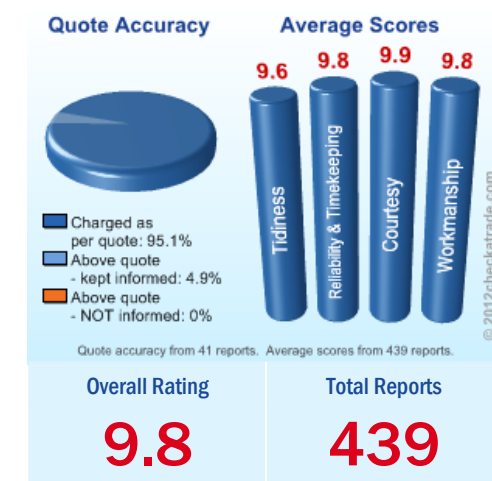 Quote Accuracy
Average Scores
9.6
9.8
9.9
9.8
Tidiness
Reliability & Timekeeping
Courtesy
Workmanship
Charged as
per quote: 95.1%
Above quote
- kept informed: 4.9%
Above quote
- NOT informed: 0%
© 2012checkatrade.com
Quote accuracy from 41 reports. Average scores from 439 reports.
Overall Rating
9.8
Total Reports
439